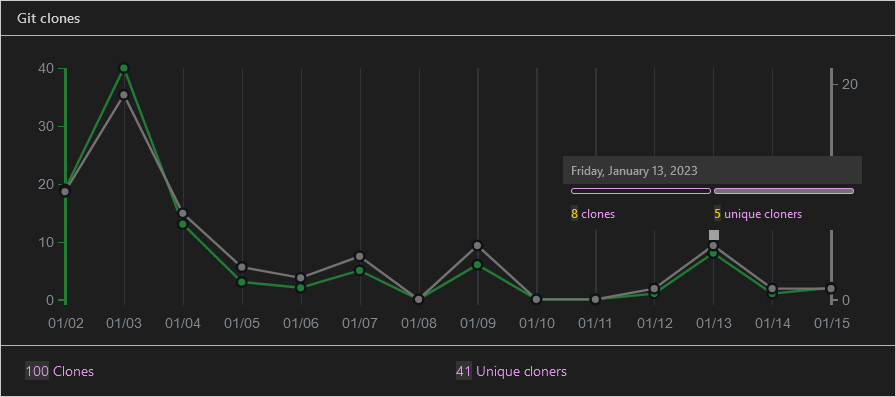 Git clones
40
30
20
10
0
20
0
Friday, January 13, 2023
8 clones 5 unique cloners
01/02 01/03 01/04 01/05 01/06 01/07 01/08 01/09 01/10 01/11 01/12 01/13 01/14 01/15
100 Clones 41 Unique cloners